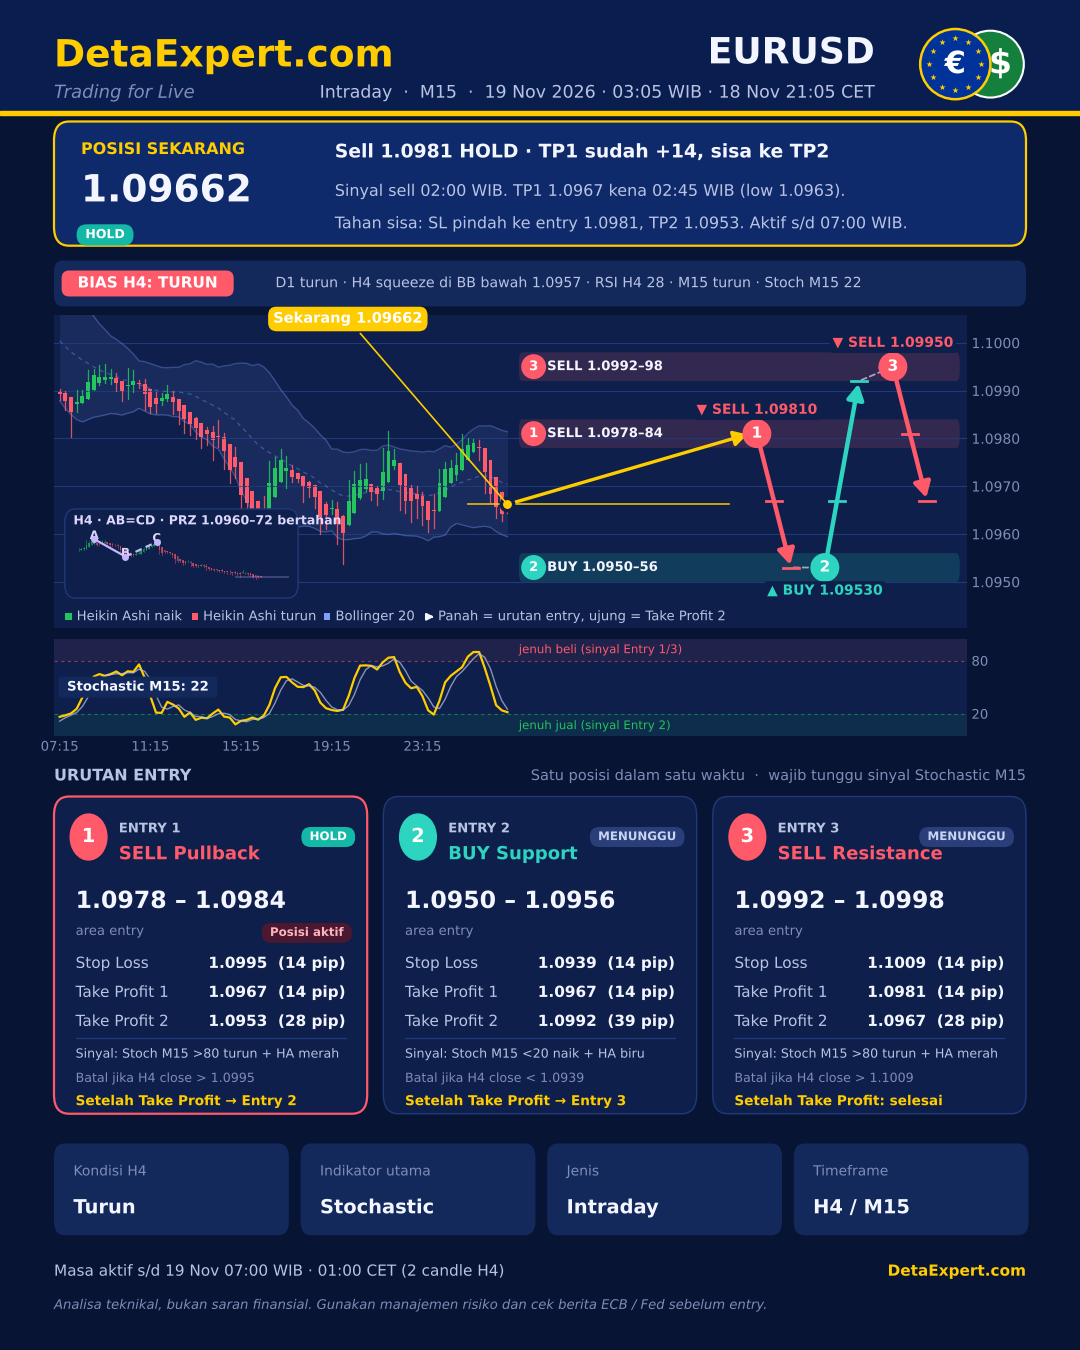 DetaExpert.com
EURUSD
€ $
Trading for Live
Intraday · M15 · 19 Nov 2026 · 03:05 WIB · 18 Nov 21:05 CET
POSISI SEKARANG
1.09662
HOLD
Sell 1.0981 HOLD · TP1 sudah +14, sisa ke TP2
Sinyal sell 02:00 WIB. TP1 1.0967 kena 02:45 WIB (low 1.0963).
Tahan sisa: SL pindah ke entry 1.0981, TP2 1.0953. Aktif s/d 07:00 WIB.
BIAS H4: TURUN
D1 turun · H4 squeeze di BB bawah 1.0957 · RSI H4 28 · M15 turun · Stoch M15 22
Sekarang 1.09662
▼ SELL 1.09950
3 SELL 1.0992–98
3
▼ SELL 1.09810
1 SELL 1.0978–84
1
2 BUY 1.0950–56
2
▲ BUY 1.09530
1.1000
1.0990
1.0980
1.0970
1.0960
1.0950
H4 · AB=CD · PRZ 1.0960–72 bertahan
A
B
C
Heikin Ashi naik
Heikin Ashi turun
Bollinger 20
Panah = urutan entry, ujung = Take Profit 2
jenuh beli (sinyal Entry 1/3)
80
Stochastic M15: 22
20
jenuh jual (sinyal Entry 2)
07:15 11:15 15:15 19:15 23:15
URUTAN ENTRY
Satu posisi dalam satu waktu · wajib tunggu sinyal Stochastic M15
1
ENTRY 1
HOLD
SELL Pullback
1.0978 – 1.0984
area entry
Posisi aktif
Stop Loss 1.0995 (14 pip)
Take Profit 1 1.0967 (14 pip)
Take Profit 2 1.0953 (28 pip)
Sinyal: Stoch M15 >80 turun + HA merah
Batal jika H4 close > 1.0995
Setelah Take Profit → Entry 2
2
ENTRY 2
MENUNGGU
BUY Support
1.0950 – 1.0956
area entry
Stop Loss 1.0939 (14 pip)
Take Profit 1 1.0967 (14 pip)
Take Profit 2 1.0992 (39 pip)
Sinyal: Stoch M15 <20 naik + HA biru
Batal jika H4 close < 1.0939
Setelah Take Profit → Entry 3
3
ENTRY 3
MENUNGGU
SELL Resistance
1.0992 – 1.0998
area entry
Stop Loss 1.1009 (14 pip)
Take Profit 1 1.0981 (14 pip)
Take Profit 2 1.0967 (28 pip)
Sinyal: Stoch M15 >80 turun + HA merah
Batal jika H4 close > 1.1009
Setelah Take Profit: selesai
Kondisi H4
Turun
Indikator utama
Stochastic
Jenis
Intraday
Timeframe
H4 / M15
Masa aktif s/d 19 Nov 07:00 WIB · 01:00 CET (2 candle H4)
DetaExpert.com
Analisa teknikal, bukan saran finansial. Gunakan manajemen risiko dan cek berita ECB / Fed sebelum entry.